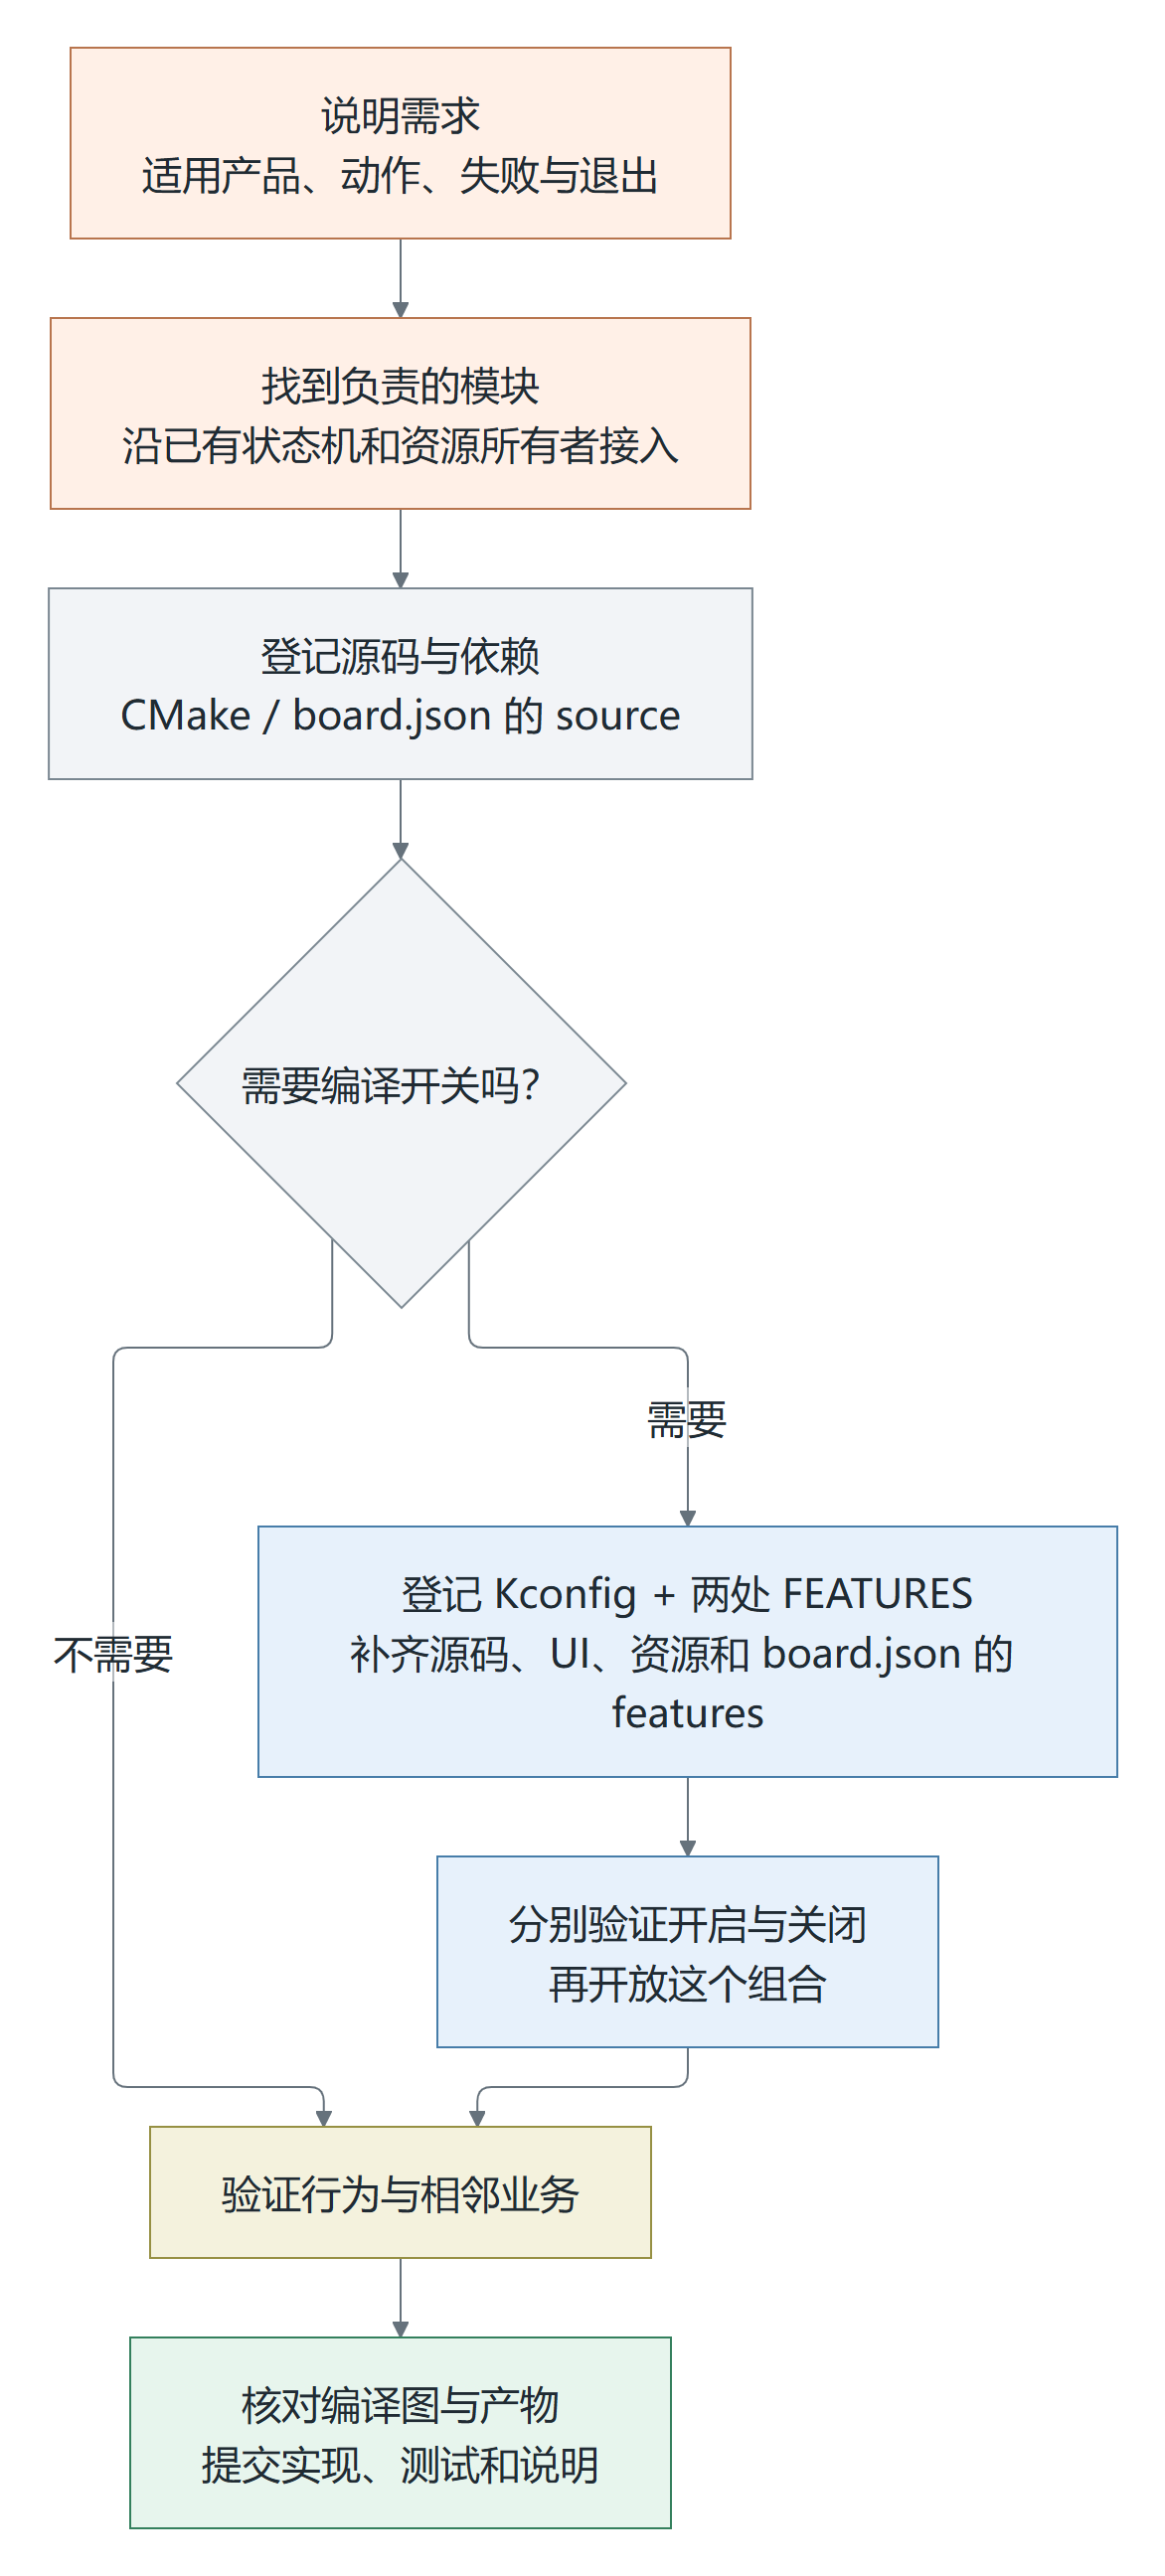 说明需求
适用产品、动作、失败与退出
找到负责的模块
沿已有状态机和资源所有者接入
登记源码与依赖
CMake / board.json 的 source
需要编译开关吗？
需要
登记 Kconfig + 两处 FEATURES
不需要
补齐源码、UI、资源和 board.json 的
features
分别验证开启与关闭
再开放这个组合
验证行为与相邻业务
核对编译图与产物
提交实现、测试和说明